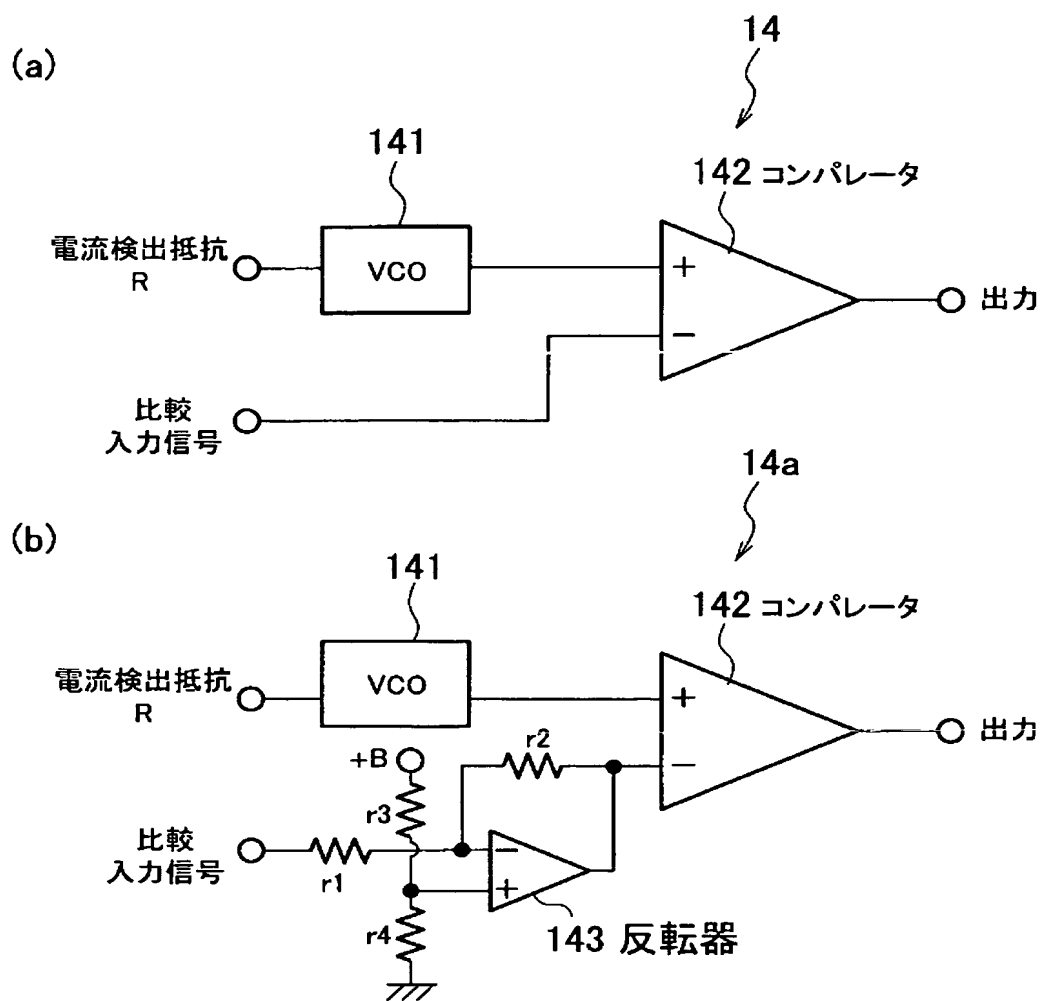 (a)
14
141
142 コンパレータ
電流検出抵抗
R
VCO
+
−
出力
比較
入力信号
14a
(b)
141
142 コンパレータ
電流検出抵抗
R
VCO
+
−
出力
+B
r2
r3
比較
入力信号
r1
−
+
r4
143 反転器